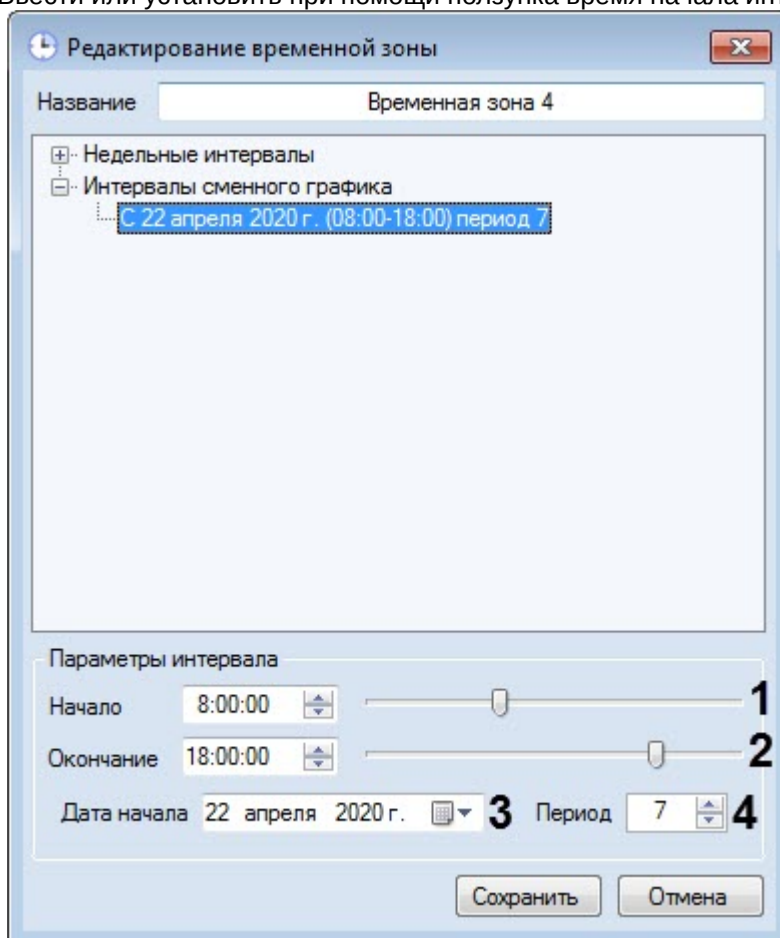 Ввести или установить при помощи ползунка время начала инт
Редактирование временной зоны
Название Временная зона 4
Недельные интервалы
Интервалы сменного графика
С 22 апреля 2020 г. (08:00-18:00) период 7
Параметры интервала
Начало 8:00:00 1
Окончание 18:00:00 2
Дата начала 22 апреля 2020 г. 3 Период 7 4
Сохранить Отмена